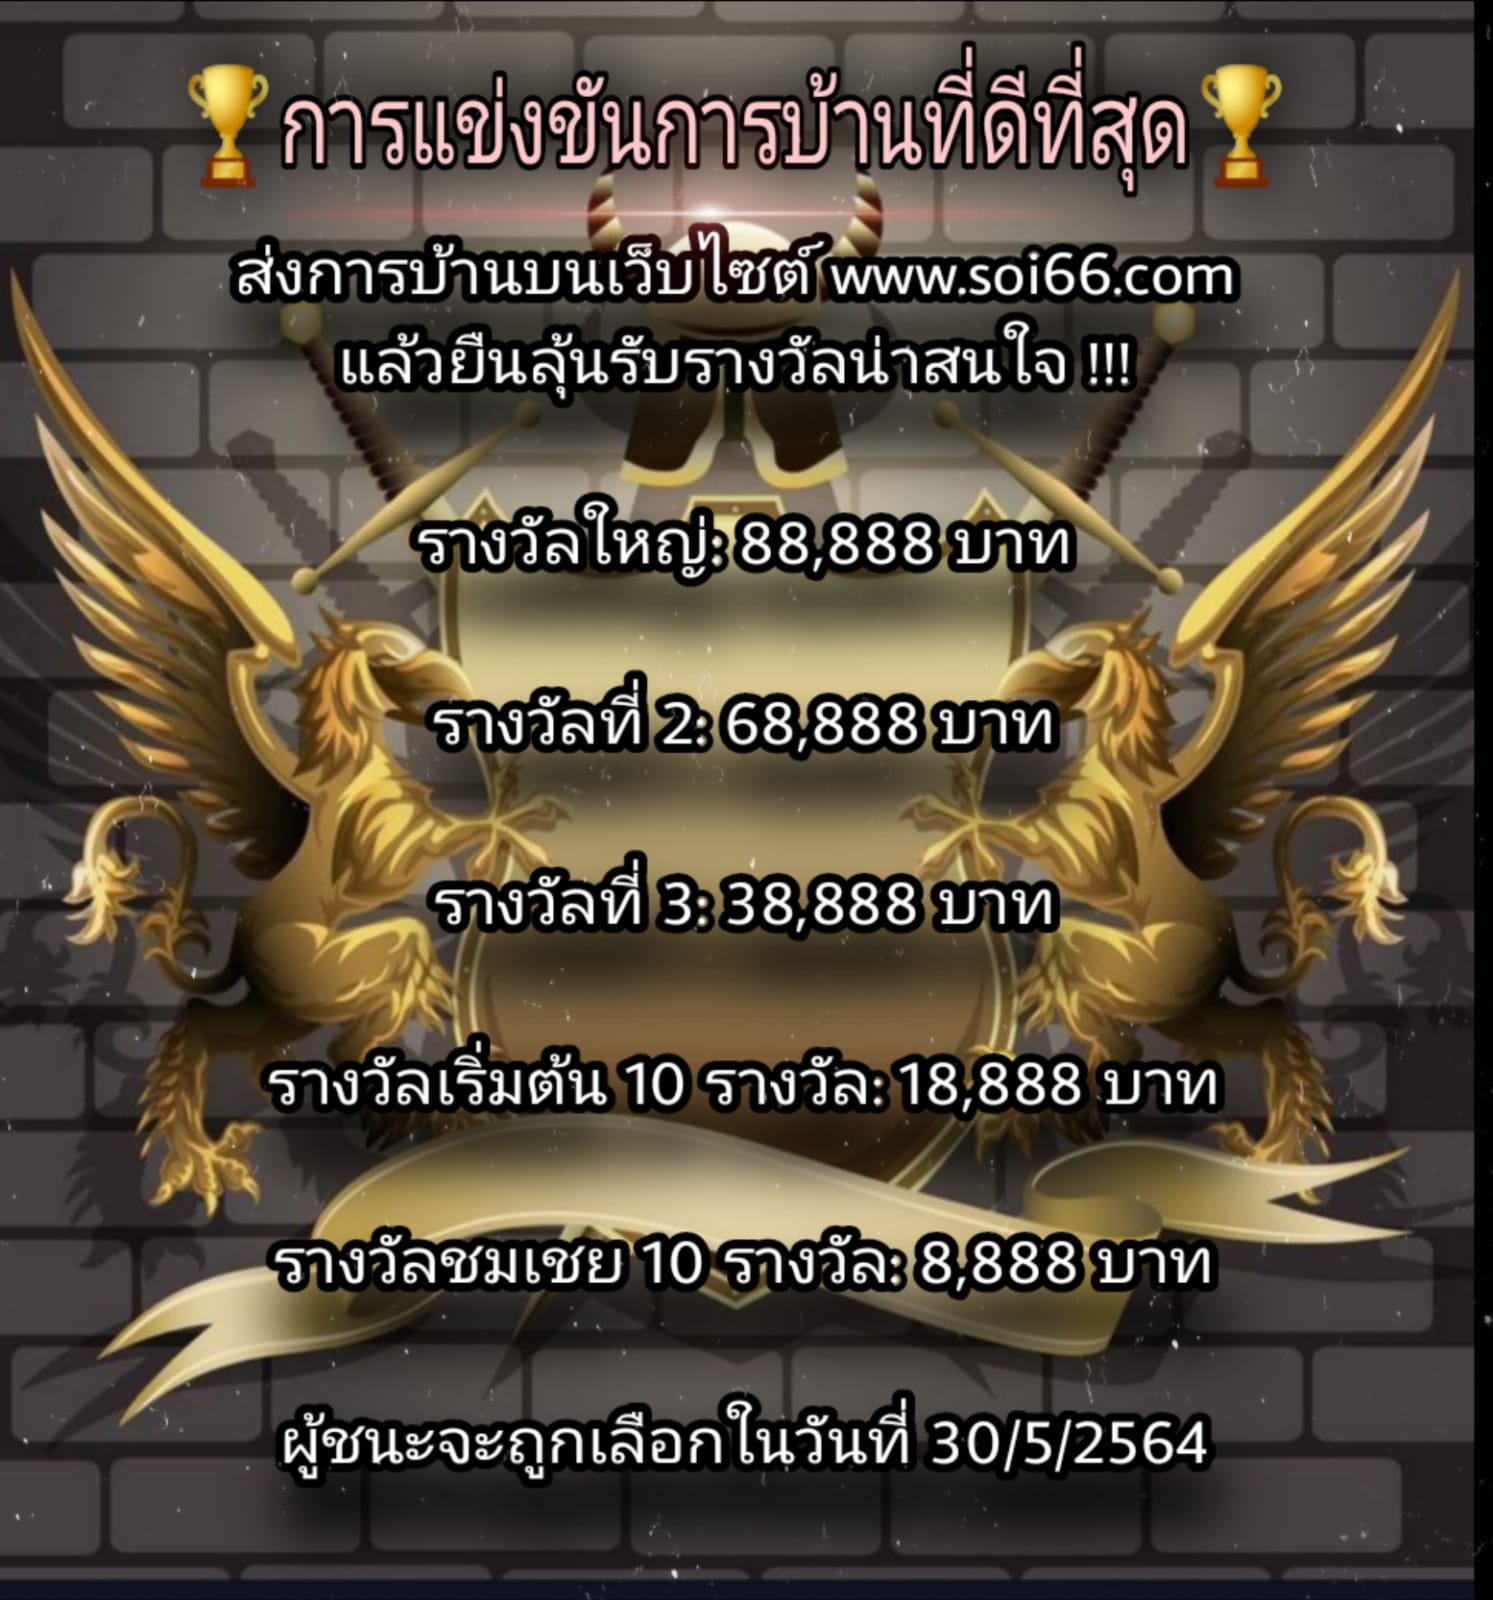 🏆การแข่งขันการบ้านที่ดีที่สุด🏆
ส่งการบ้านบนเว็บไซต์ www.soi66.com
แล้วยืนลุ้นรับรางวัลน่าสนใจ !!!
รางวัลใหญ่: 88,888 บาท
รางวัลที่ 2: 68,888 บาท
รางวัลที่ 3: 38,888 บาท
รางวัลเริ่มต้น 10 รางวัล: 18,888 บาท
รางวัลชมเชย 10 รางวัล: 8,888 บาท
ผู้ชนะจะถูกเลือกในวันที่ 30/5/2564